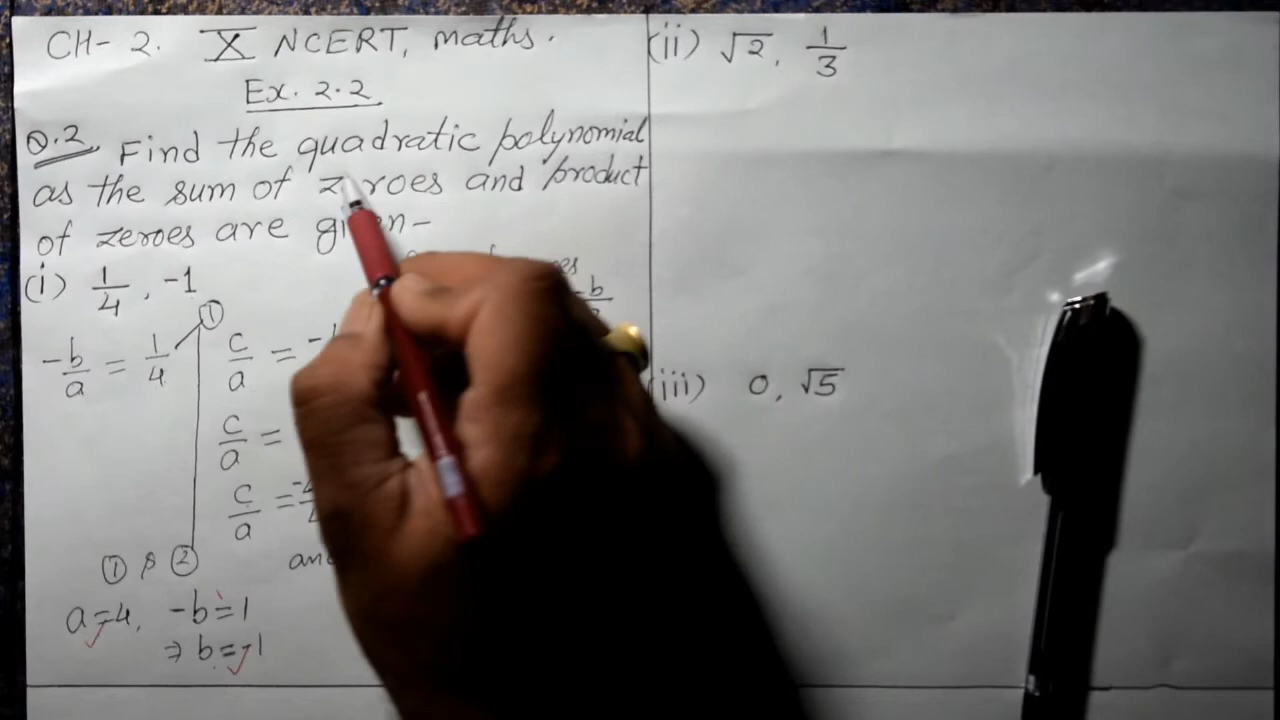 CH- 2. X NCERT, maths.
Ex. 2.2
Q.2 Find the quadratic polynomial
as the sum of zeroes and product
of zeroes are given-
(i) 1/4, -1
-b/a = 1/4 ①
c/a =
c/a =
c/a = 
① & ②
a=4, -b=1
⇒ b=-1
-b
(ii) √2, 1/3
(iii) 0, √5